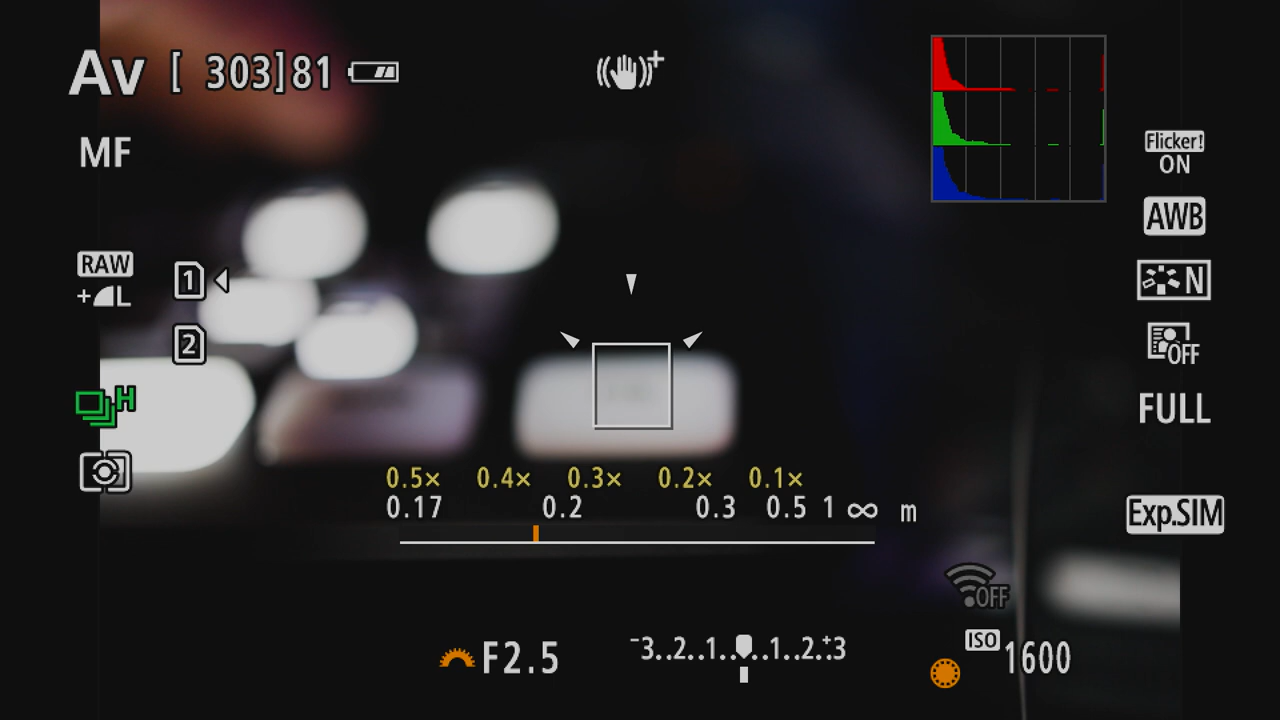 Av [ 303]81
MF
Flicker!
ON
AWB
RAW
+L
1
N
2
OFF
H
FULL
0.5× 0.4× 0.3× 0.2× 0.1×
0.17 0.2 0.3 0.5 1 ∞ m
Exp.SIM
OFF
F2.5
-3..2..1..  ..1..2..+3
ISO 1600